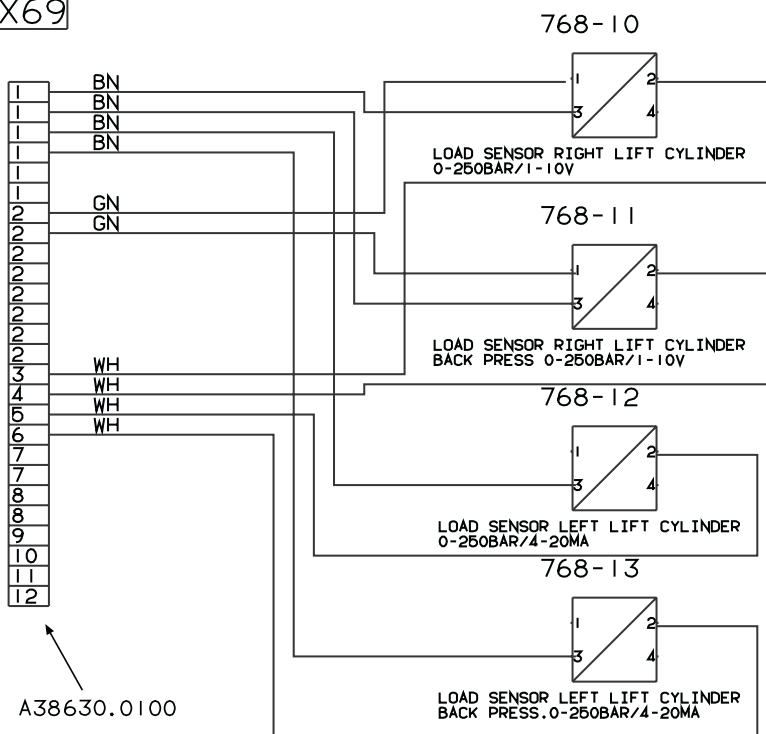 X69
768-10
1
BN
1
BN
1
BN
1
BN
1
1
2
GN
2
GN
2
2
2
2
2
2
3
WH
4
WH
5
WH
6
WH
7
7
8
8
9
10
11
12
A38630.0100
1 2
3 4
LOAD SENSOR RIGHT LIFT CYLINDER
0-250BAR/1-10V
768-11
1 2
3 4
LOAD SENSOR RIGHT LIFT CYLINDER
BACK PRESS 0-250BAR/1-10V
768-12
1 2
3 4
LOAD SENSOR LEFT LIFT CYLINDER
0-250BAR/4-20MA
768-13
1 2
3 4
LOAD SENSOR LEFT LIFT CYLINDER
BACK PRESS.0-250BAR/4-20MA